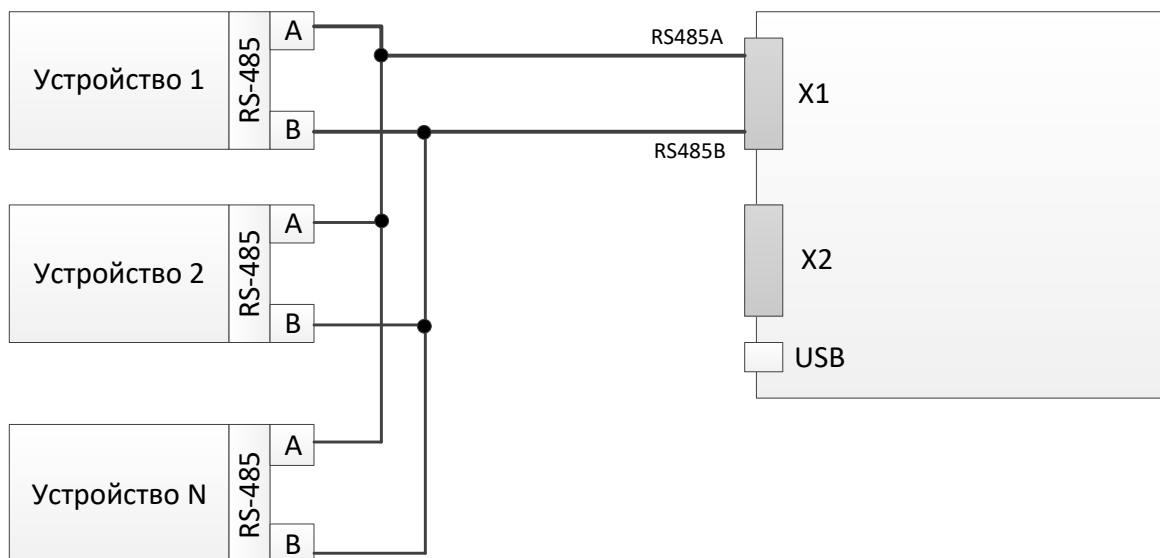 Устройство 1
RS-485
A
B
RS485A
RS485B
X1
Устройство 2
RS-485
A
B
X2
USB
Устройство N
RS-485
A
B